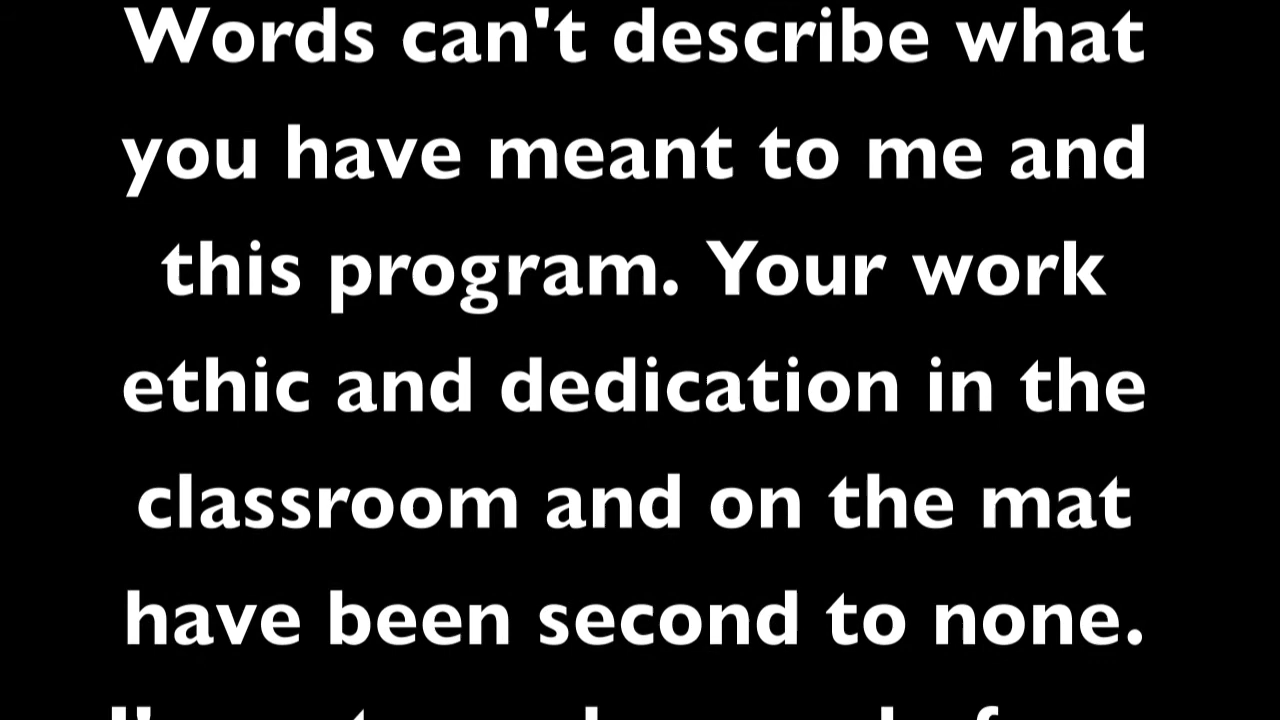 Words can't describe what
you have meant to me and
this program. Your work
ethic and dedication in the
classroom and on the mat
have been second to none.